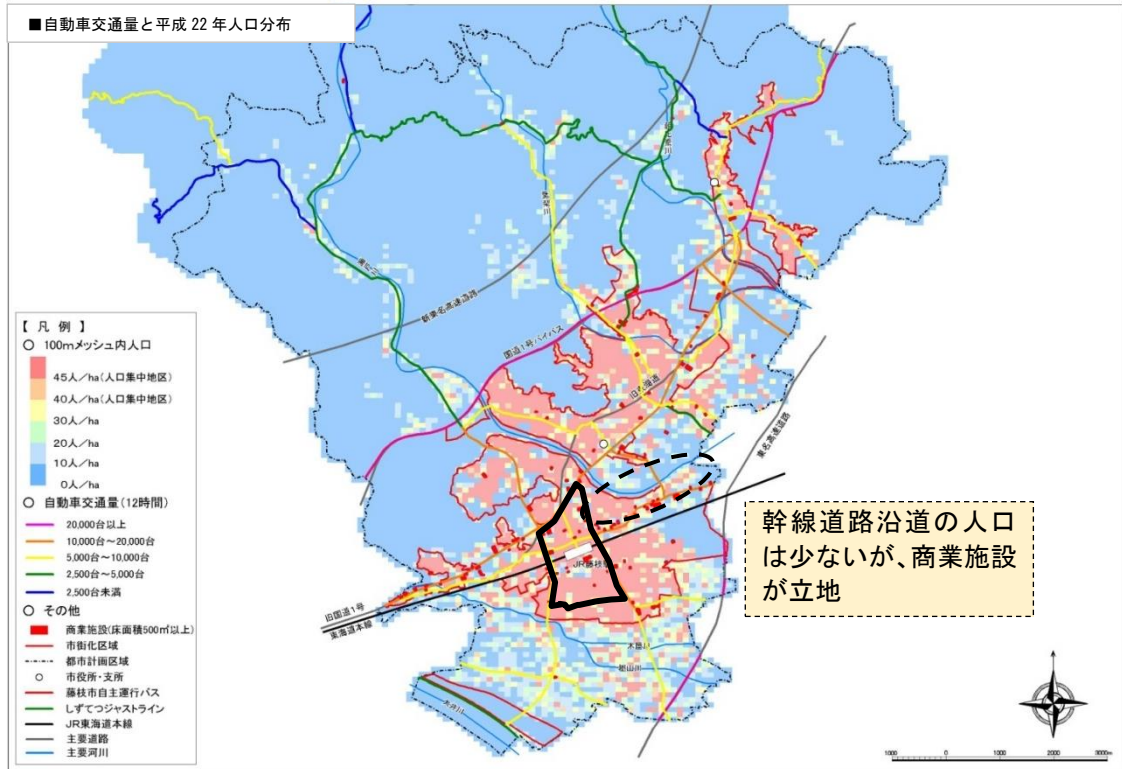 ■自動車交通量と平成 22 年人口分布
新東名高速道路
国道1号バイパス
旧東海道
東名高速道路
JR藤枝駅
旧国道1号
東海道本線
幹線道路沿道の人口
は少ないが、商業施設
が立地
【 凡 例 】
○ 100mメッシュ内人口
45人/ha(人口集中地区)
40人/ha(人口集中地区)
30人/ha
20人/ha
10人/ha
0人/ha
○ 自動車交通量(12時間)
20,000台以上
10,000台~20,000台
5,000台~10,000台
2,500台~5,000台
2,500台未満
○ その他
商業施設(床面積500㎡以上)
市街化区域
都市計画区域
市役所・支所
藤枝市自主運行バス
しずてつジャストライン
JR東海道本線
主要道路
主要河川
1000 0 1000 2000 3000m